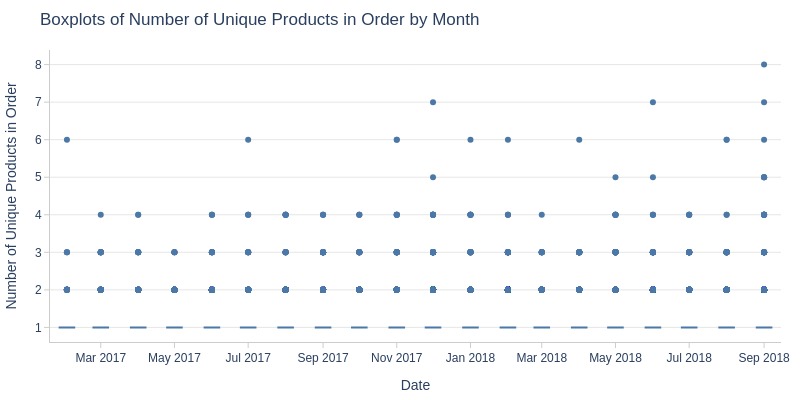 Boxplots of Number of Unique Products in Order by Month
Number of Unique Products in Order
8
7
6
5
4
3
2
1
Mar 2017 May 2017 Jul 2017 Sep 2017 Nov 2017 Jan 2018 Mar 2018 May 2018 Jul 2018 Sep 2018
Date